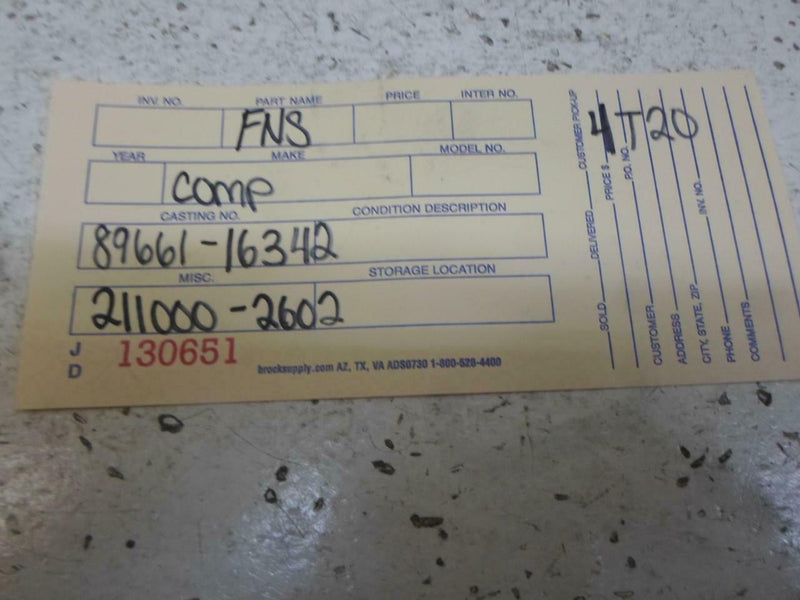 INV. NO. PART NAME PRICE INTER NO.
FNS
YEAR MAKE MODEL NO.
comp
CASTING NO. CONDITION DESCRIPTION
89661-16342
MISC. STORAGE LOCATION
211000-2602
J D 130651
brocksupply.com AZ, TX, VA ADS0730 1-800-528-4400
SOLD DELIVERED CUSTOMER PICK-UP
PRICE $
P.O. NO.
4T20
CUSTOMER
ADDRESS INV. NO.
CITY, STATE, ZIP
PHONE
COMMENTS